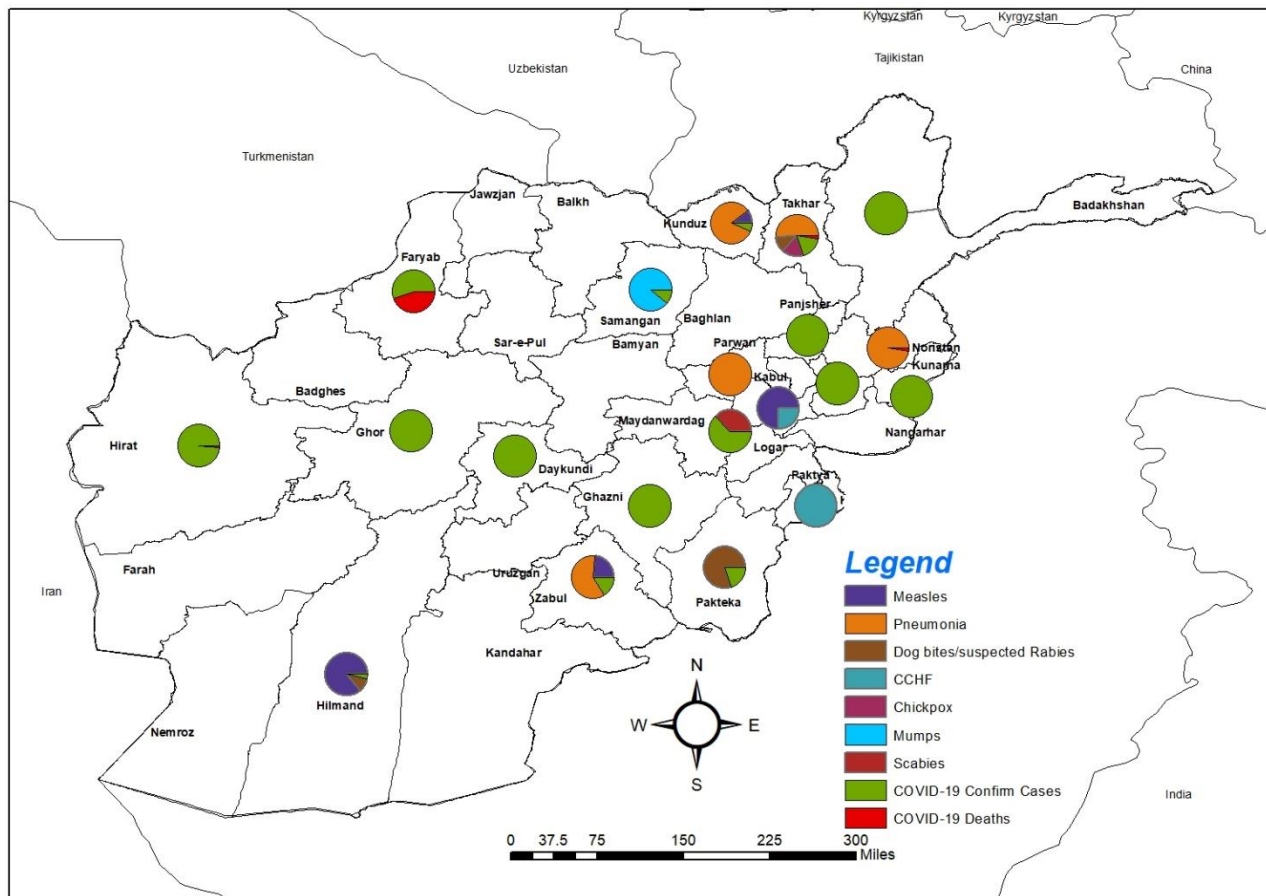 Kyrgyzstan
Kyrgyzstan
Tajikistan
Uzbekistan
China
Turkmenistan
Jawzjan
Balkh
Takhar
Badakhshan
Kunduz
Faryab
Panjsher
Samangan
Baghlan
Sar-e-Pul
Bamyan
Parwan
Noristan
Kunarha
Kabul
Badghes
Maydanwardag
Nangarhar
Ghor
Hirat
Logar
Daykundi
Paktya
Ghazni
Farah
Uruzgan
Iran
Zabul
Pakteka
Kandahar
Hilmand
Nemroz
India
N
W
E
S
Legend
Measles
Pneumonia
Dog bites/suspected Rabies
CCHF
Chickpox
Mumps
Scabies
COVID-19 Confirm Cases
COVID-19 Deaths
0 37.5 75 150 225 300
Miles